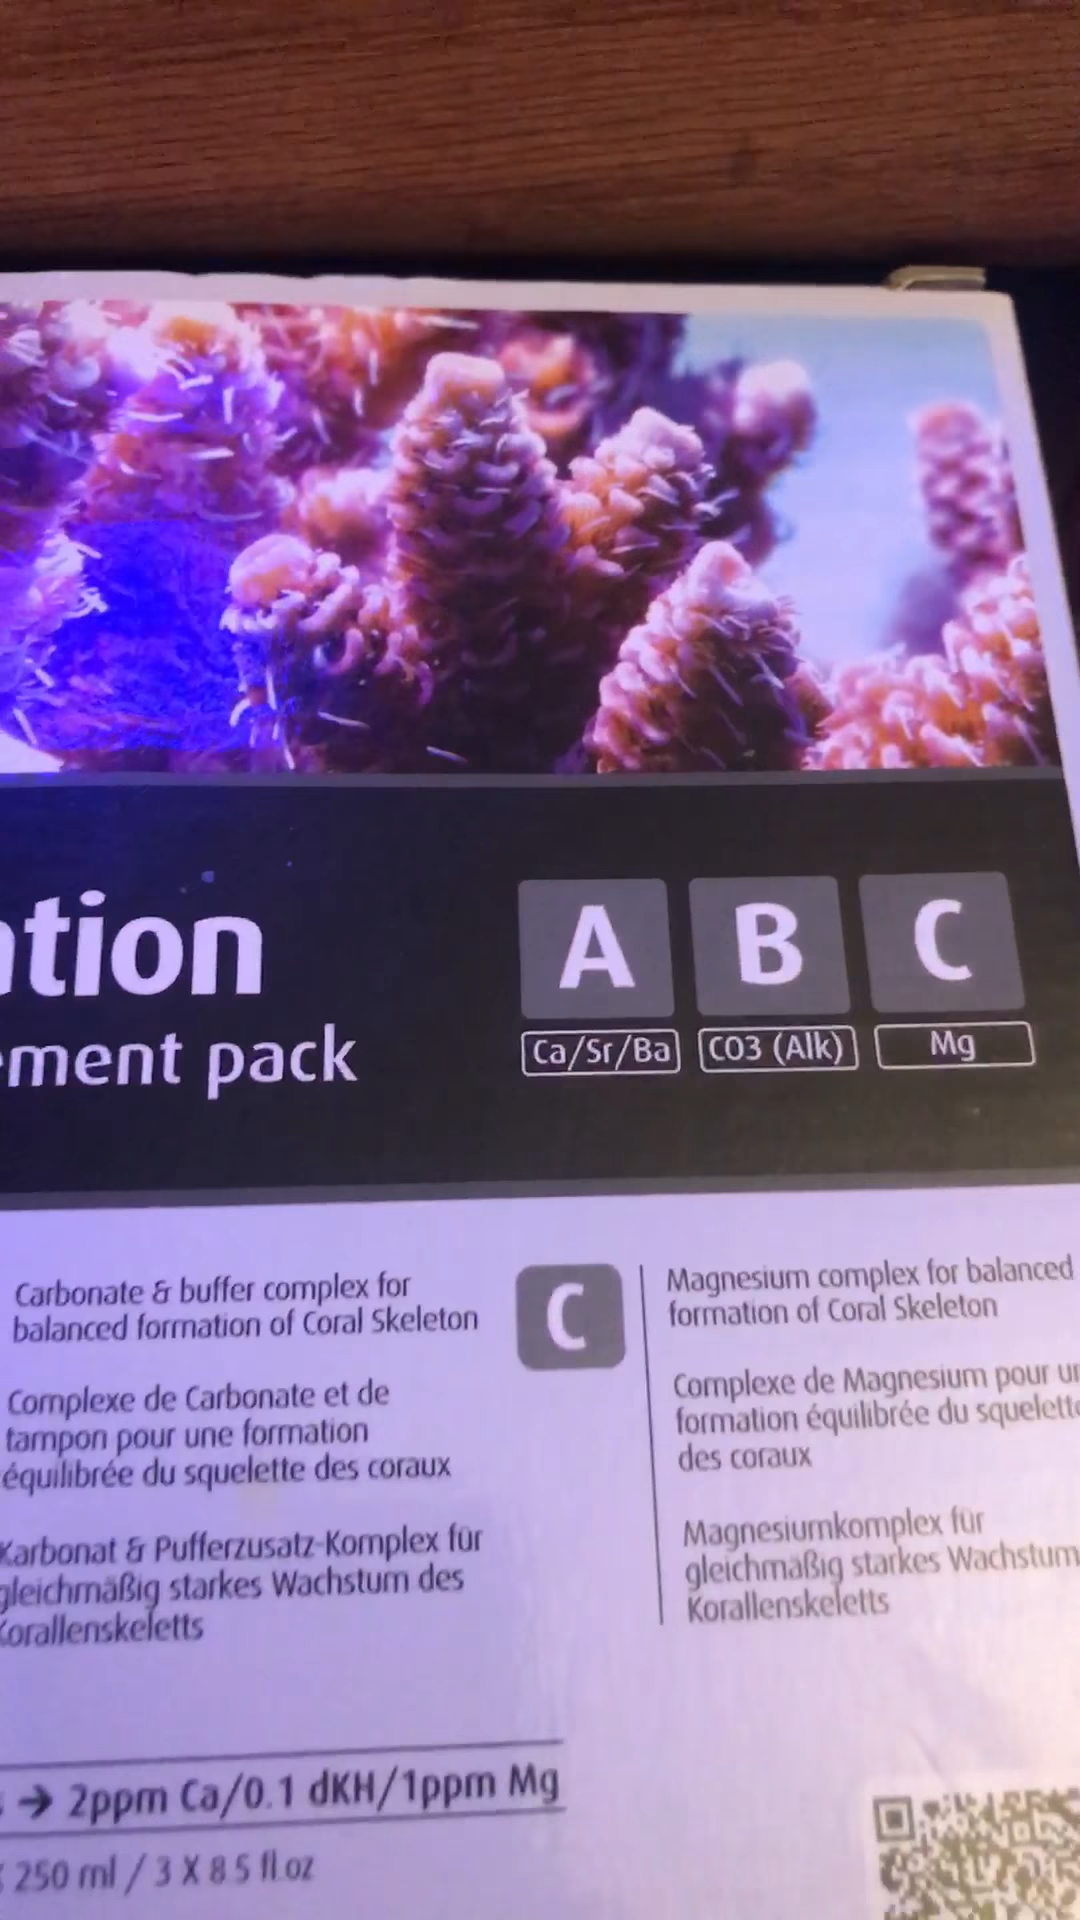 tion
ment pack
A B C
Ca/Sr/Ba CO3 (Alk) Mg
Carbonate & buffer complex for
balanced formation of Coral Skeleton
Complexe de Carbonate et de
tampon pour une formation
équilibrée du squelette des coraux
Karbonat & Pufferzusatz-Komplex für
gleichmäßig starkes Wachstum des
Korallenskeletts
C
Magnesium complex for balanced
formation of Coral Skeleton
Complexe de Magnesium pour un
formation équilibrée du squelette
des coraux
Magnesiumkomplex für
gleichmäßig starkes Wachstum
Korallenskeletts
→ 2ppm Ca/0.1 dKH/1ppm Mg
250 ml / 3 X 8.5 fl oz